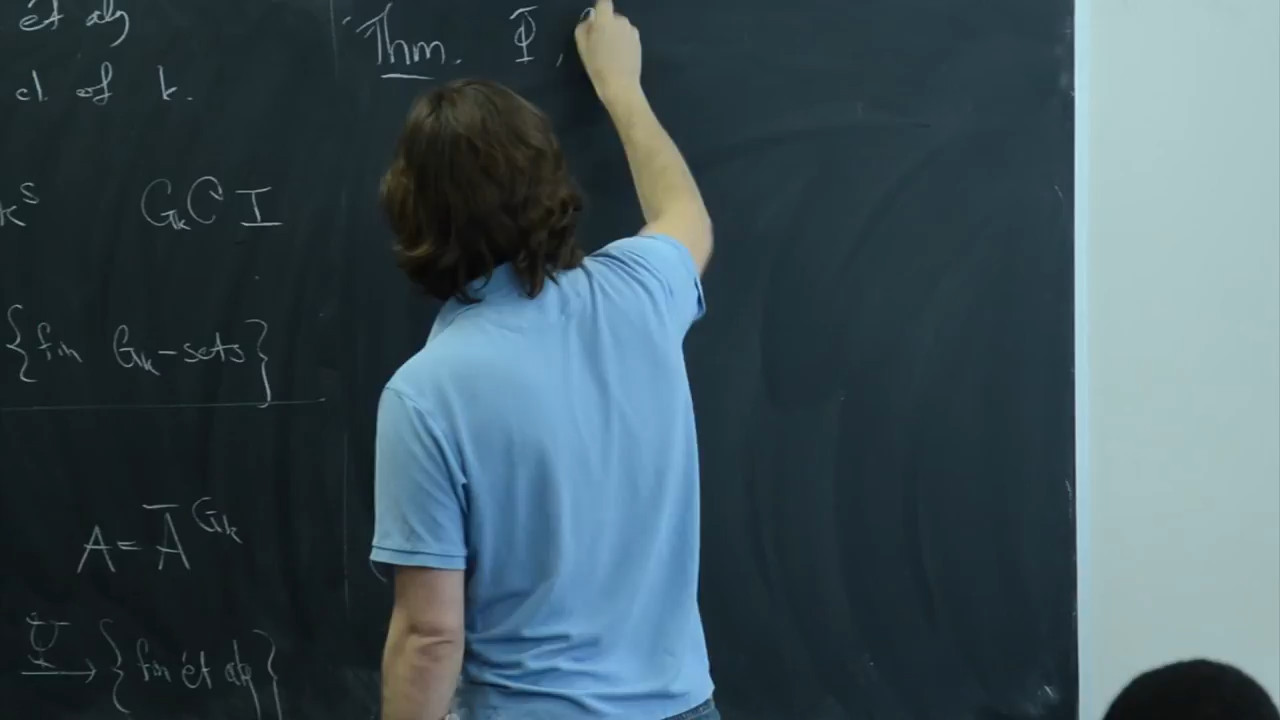 ét alg
cl. of k.
k^s G_k C I
{fin G_k-sets}
A = Ā^{G_k}
Ψ
→ {fin ét alg}
Thm. Φ,